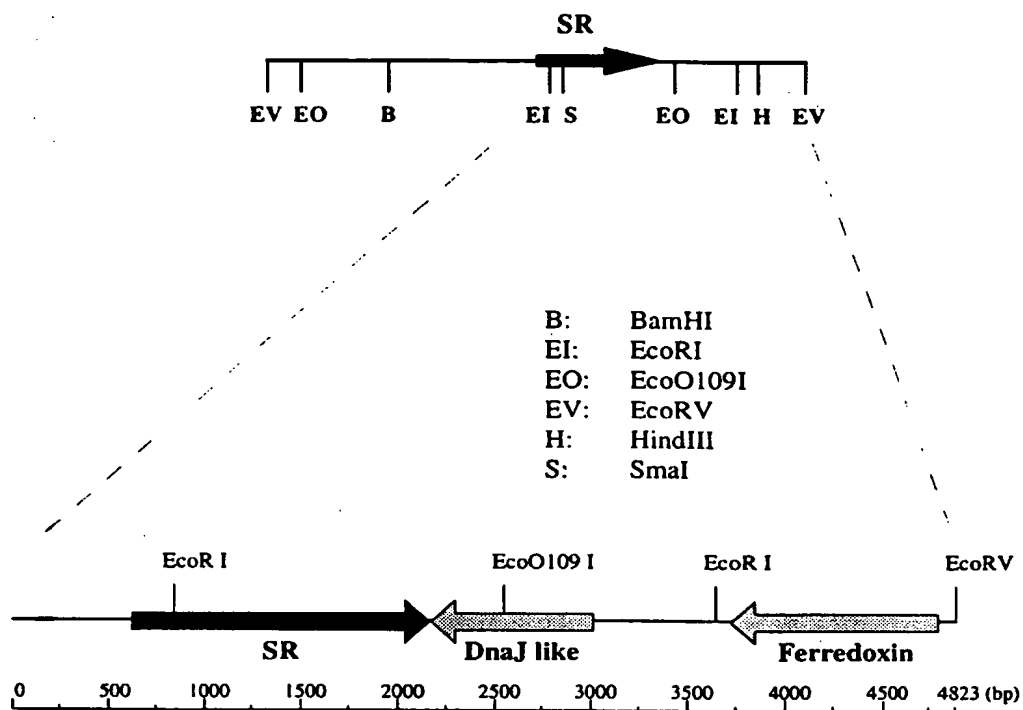 SR
EV EO B EI S EO EI H EV
B: BamHI
EI: EcoRI
EO: EcoO109I
EV: EcoRV
H: HindIII
S: SmaI
EcoR I EcoO109 I EcoR I EcoRV
SR DnaJ like Ferredoxin
0 500 1000 1500 2000 2500 3000 3500 4000 4500 4823 (bp)